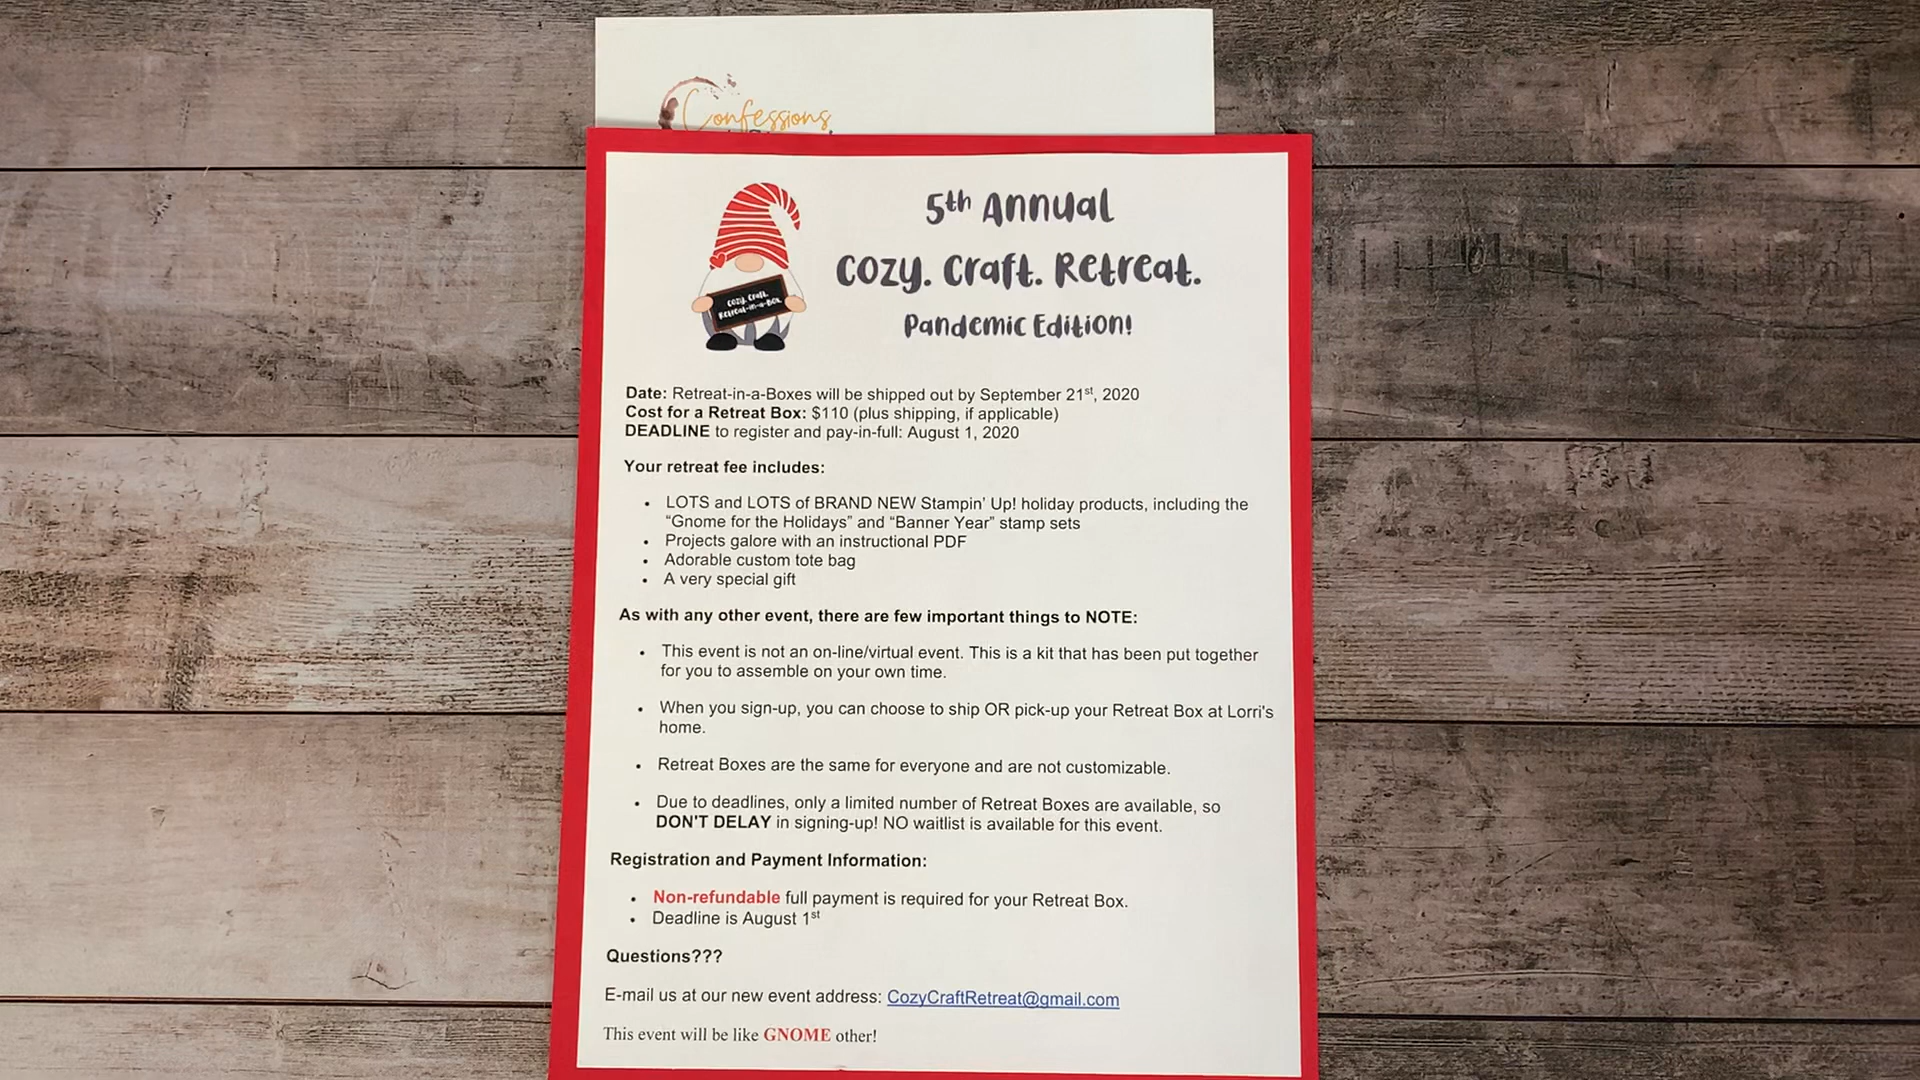 Confessions
5th Annual
Cozy. Craft. Retreat.
Pandemic Edition!
Cozy. Craft.
Retreat-in-a-Box
Date: Retreat-in-a-Boxes will be shipped out by September 21st, 2020
Cost for a Retreat Box: $110 (plus shipping, if applicable)
DEADLINE to register and pay-in-full: August 1, 2020
Your retreat fee includes:
• LOTS and LOTS of BRAND NEW Stampin' Up! holiday products, including the
"Gnome for the Holidays" and "Banner Year" stamp sets
• Projects galore with an instructional PDF
• Adorable custom tote bag
• A very special gift
As with any other event, there are few important things to NOTE:
• This event is not an on-line/virtual event. This is a kit that has been put together
for you to assemble on your own time.
• When you sign-up, you can choose to ship OR pick-up your Retreat Box at Lorri's
home.
• Retreat Boxes are the same for everyone and are not customizable.
• Due to deadlines, only a limited number of Retreat Boxes are available, so
DON'T DELAY in signing-up! NO waitlist is available for this event.
Registration and Payment Information:
• Non-refundable full payment is required for your Retreat Box.
• Deadline is August 1st
Questions???
E-mail us at our new event address: CozyCraftRetreat@gmail.com
This event will be like GNOME other!